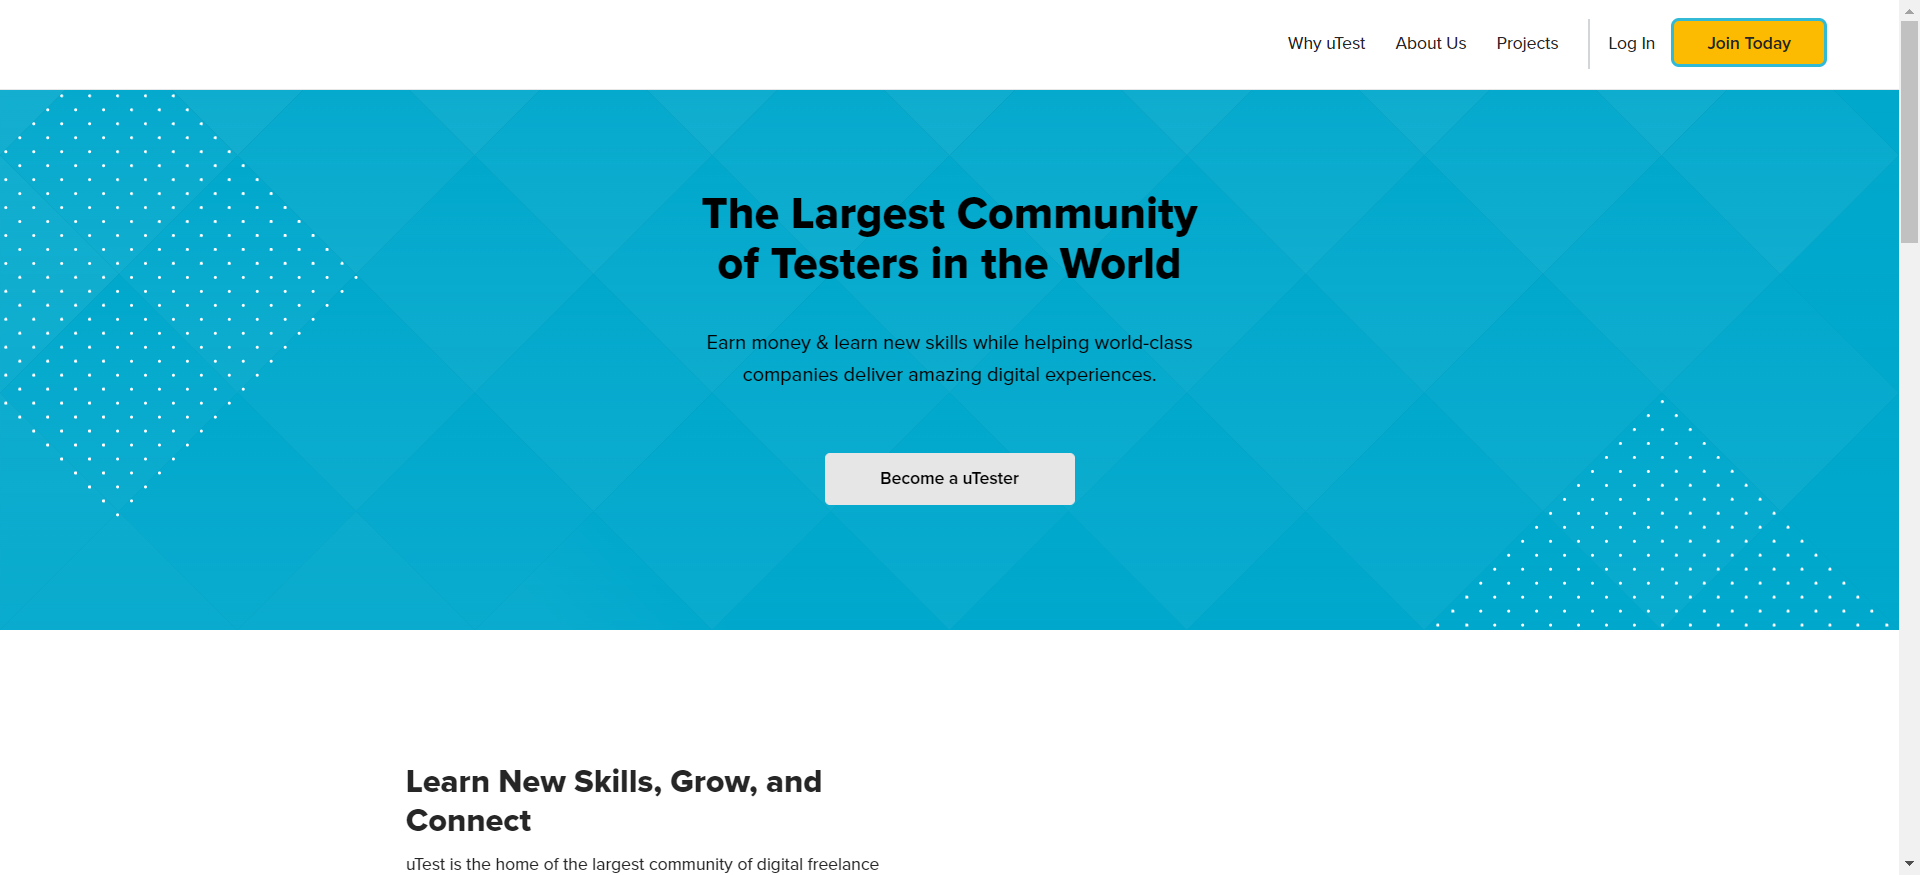 Why uTest About Us Projects Log In Join Today
The Largest Community
of Testers in the World
Earn money & learn new skills while helping world-class
companies deliver amazing digital experiences.
Become a uTester
Learn New Skills, Grow, and
Connect
uTest is the home of the largest community of digital freelance